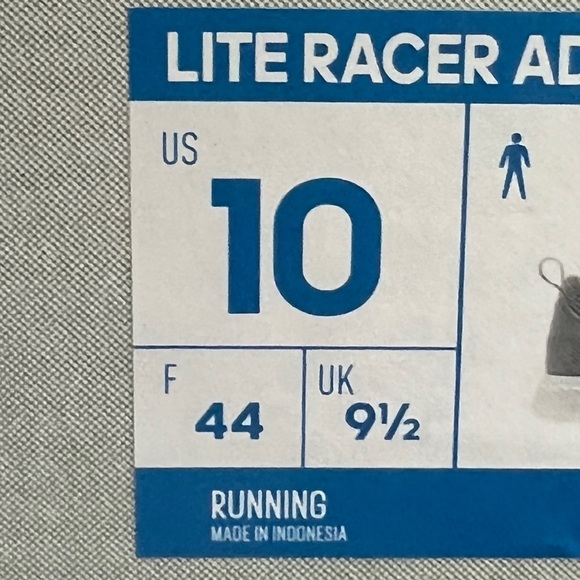 LITE RACER AD
US
10
F
44
UK
9½
RUNNING
MADE IN INDONESIA